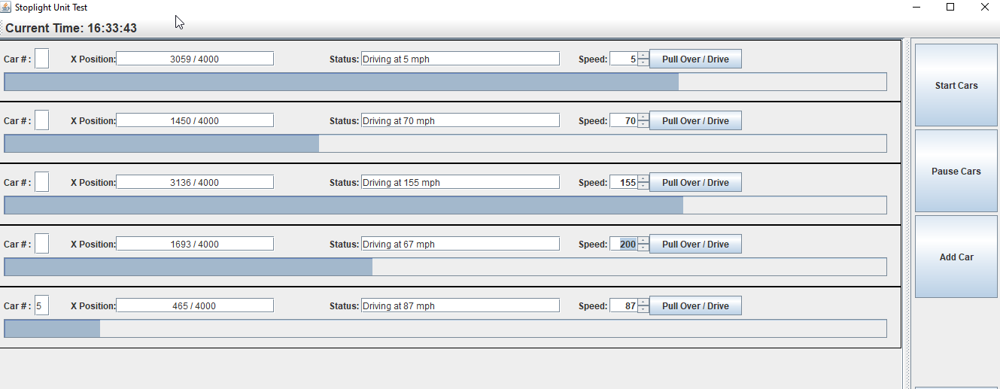 Stoplight Unit Test
Current Time: 16:33:43
Car # : X Position: 3059 / 4000 Status: Driving at 5 mph Speed: 5 Pull Over / Drive
Car # : X Position: 1450 / 4000 Status: Driving at 70 mph Speed: 70 Pull Over / Drive
Car # : X Position: 3136 / 4000 Status: Driving at 155 mph Speed: 155 Pull Over / Drive
Car # : X Position: 1693 / 4000 Status: Driving at 67 mph Speed: 200 Pull Over / Drive
Car # : 5 X Position: 465 / 4000 Status: Driving at 87 mph Speed: 87 Pull Over / Drive
Start Cars
Pause Cars
Add Car